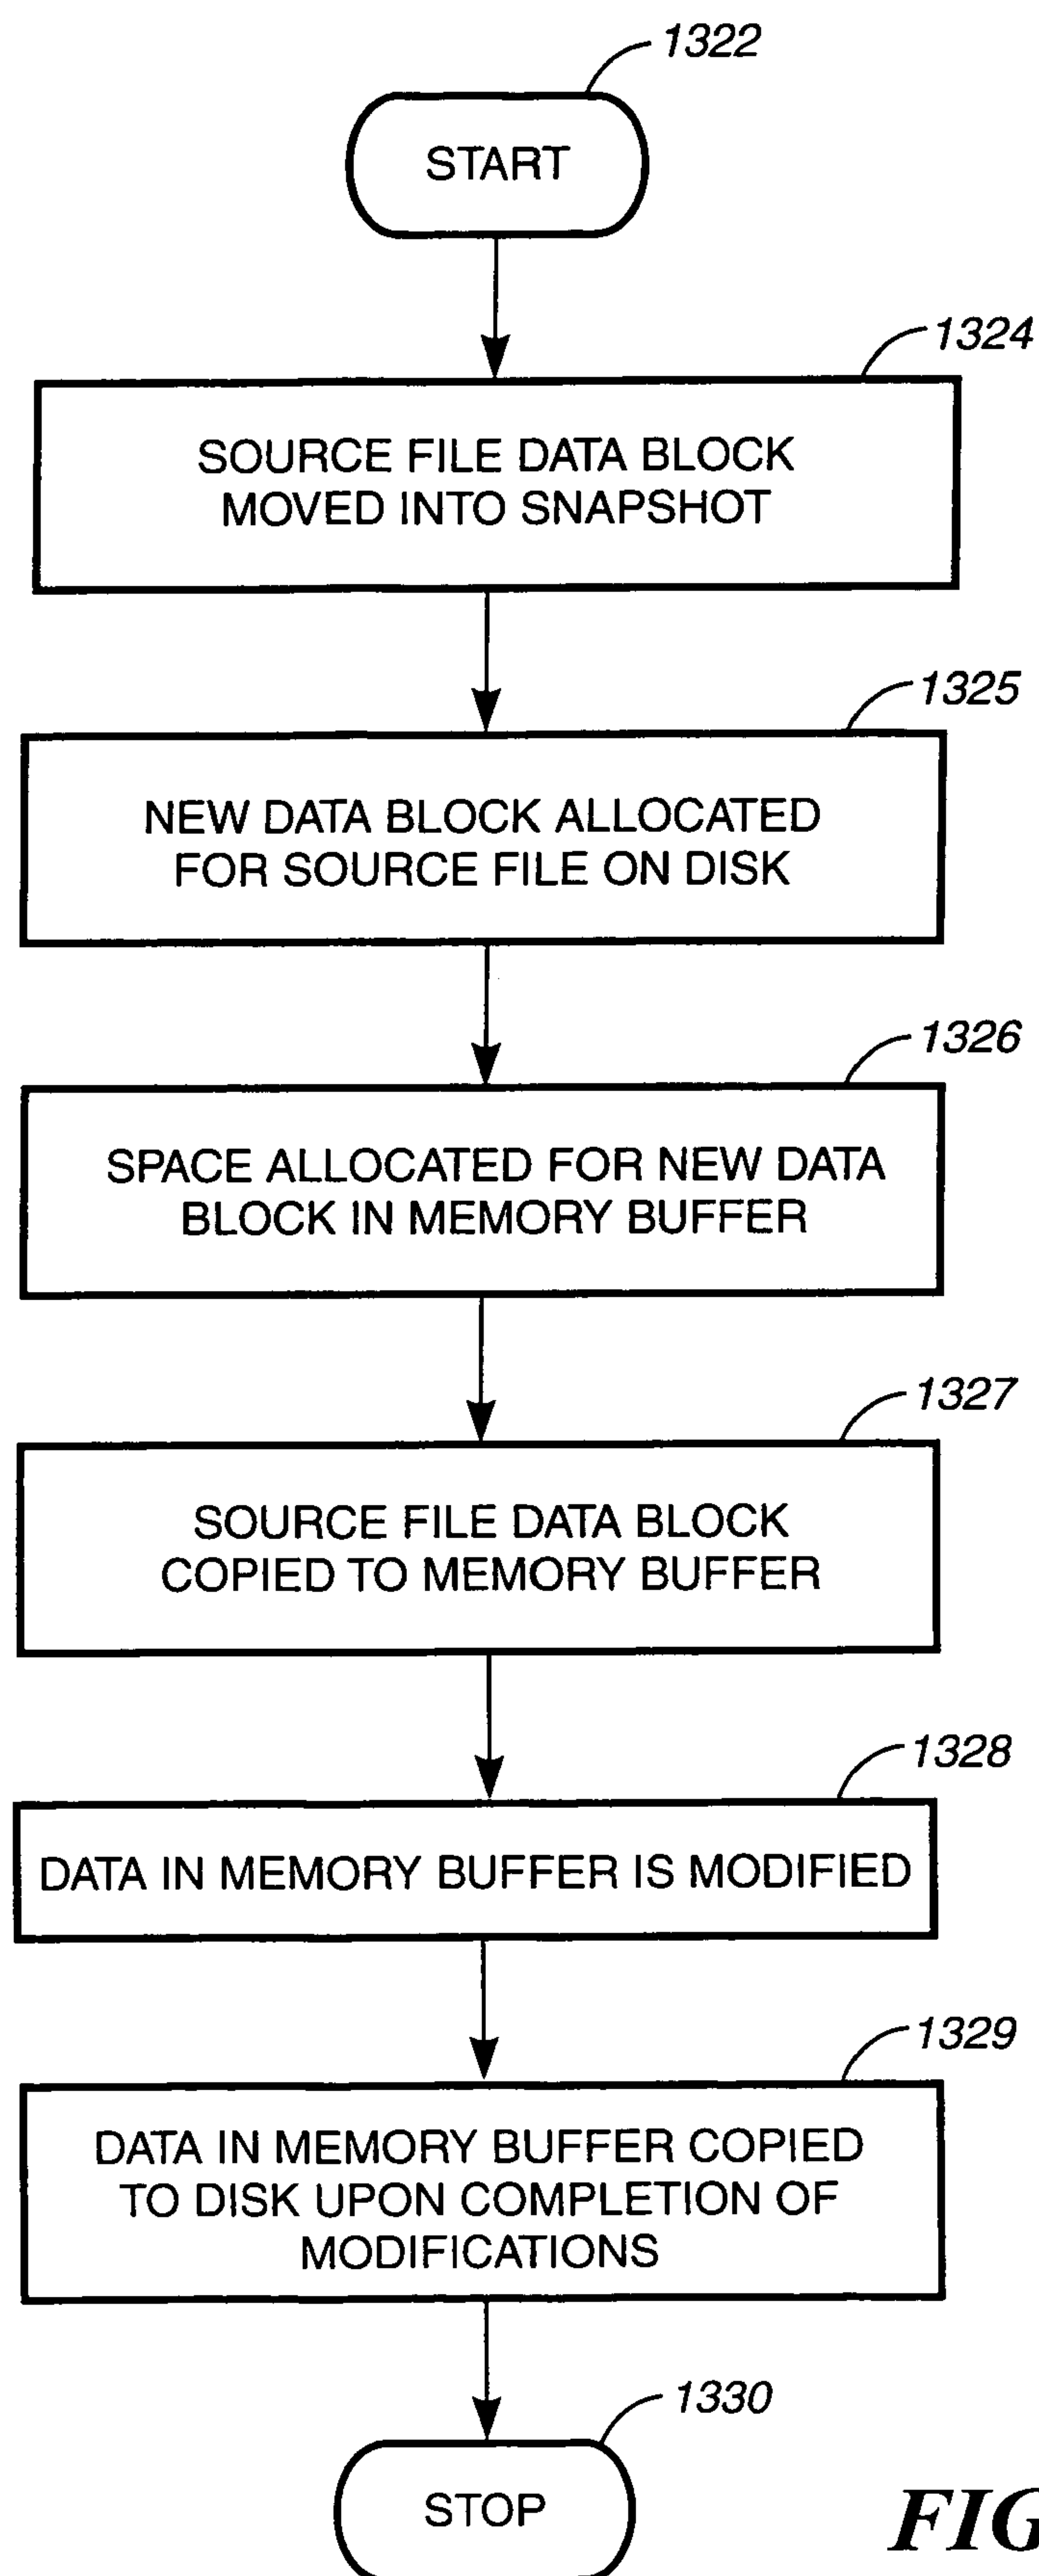 1322
START
1324
SOURCE FILE DATA BLOCK
MOVED INTO SNAPSHOT
1325
NEW DATA BLOCK ALLOCATED
FOR SOURCE FILE ON DISK
1326
SPACE ALLOCATED FOR NEW DATA
BLOCK IN MEMORY BUFFER
1327
SOURCE FILE DATA BLOCK
COPIED TO MEMORY BUFFER
1328
DATA IN MEMORY BUFFER IS MODIFIED
1329
DATA IN MEMORY BUFFER COPIED
TO DISK UPON COMPLETION OF
MODIFICATIONS
1330
STOP
FIG